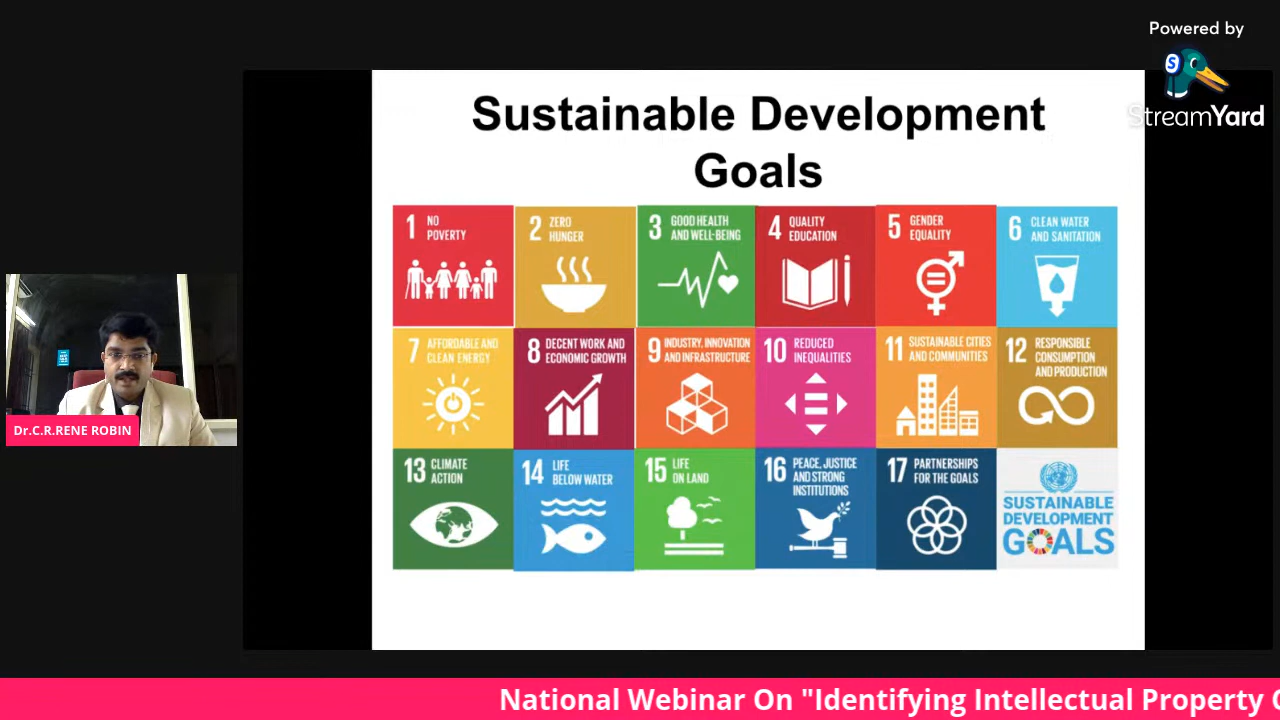 Powered by
StreamYard
Sustainable Development
Goals
1 NO
POVERTY
2 ZERO
HUNGER
3 GOOD HEALTH
AND WELL-BEING
4 QUALITY
EDUCATION
5 GENDER
EQUALITY
6 CLEAN WATER
AND SANITATION
7 AFFORDABLE AND
CLEAN ENERGY
8 DECENT WORK AND
ECONOMIC GROWTH
9 INDUSTRY, INNOVATION
AND INFRASTRUCTURE
10 REDUCED
INEQUALITIES
11 SUSTAINABLE CITIES
AND COMMUNITIES
12 RESPONSIBLE
CONSUMPTION
AND PRODUCTION
13 CLIMATE
ACTION
14 LIFE
BELOW WATER
15 LIFE
ON LAND
16 PEACE, JUSTICE
AND STRONG
INSTITUTIONS
17 PARTNERSHIPS
FOR THE GOALS
SUSTAINABLE
DEVELOPMENT
GOALS
Dr.C.R.RENE ROBIN
National Webinar On "Identifying Intellectual Property